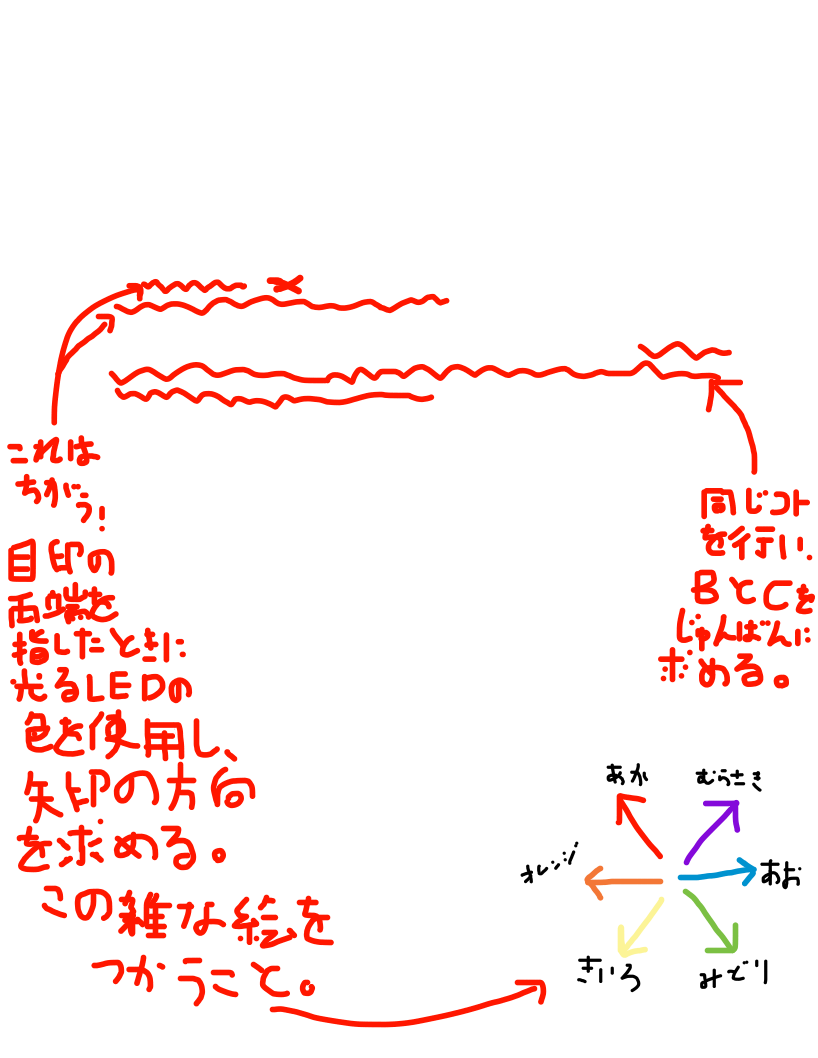 これは
ちがう!
目印の
両端を
指したときに
光るLEDの
色を使用し、
矢印の方向
を求める。
この雑な絵を
つかうこと。
同じコト
を行い、
BとCを
じゅんばんに
求める。
あか
むらさき
オレンジ
あお
きいろ
みどり